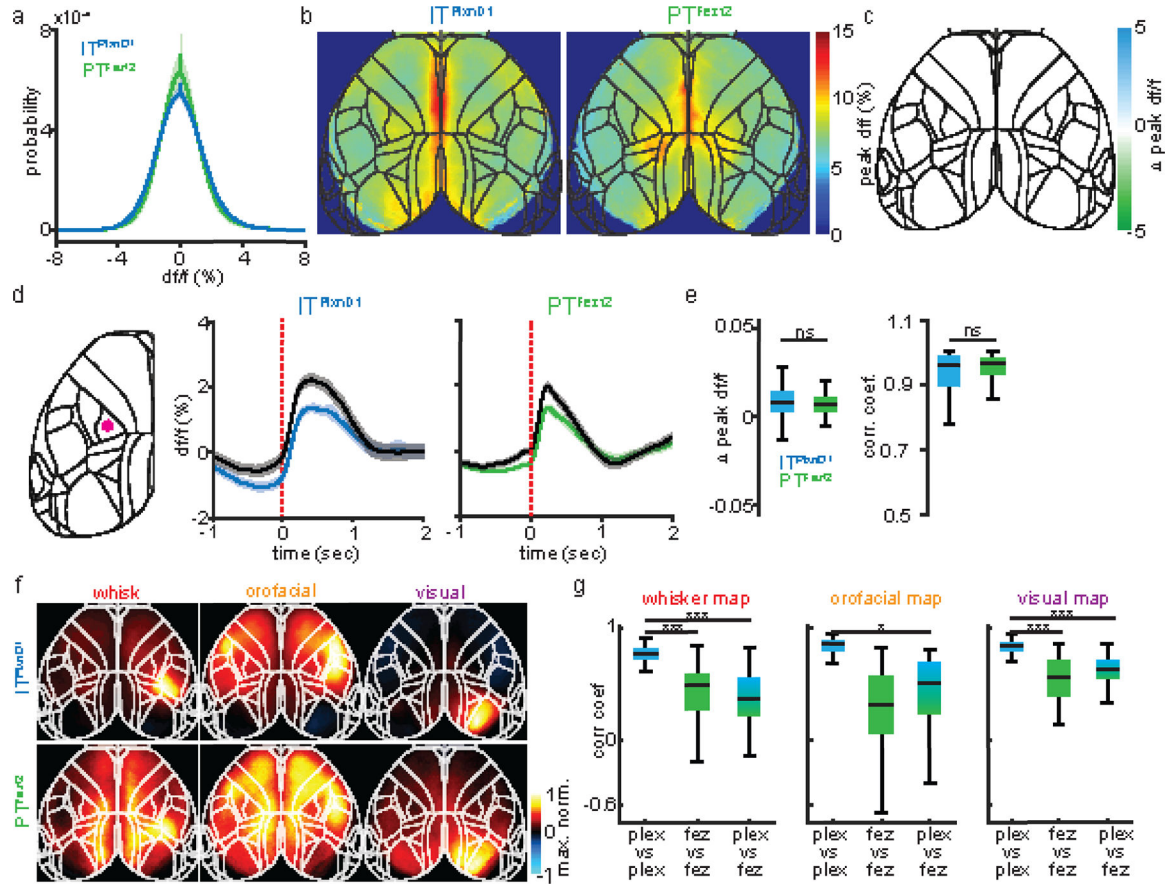 a
8
x10⁻⁴
IT^PlxnD1
PT^Fezf2
probability
4
0
-8
-4
0
4
8
df/f (%)
b
IT^PlxnD1
PT^Fezf2
15
10
5
0
peak dff (%)
c
5
0
-5
Δ peak df/f
d
IT^PlxnD1
PT^Fezf2
4
2
0
-2
df/f (%)
-1
0
1
2
time (sec)
-1
0
1
2
time (sec)
e
0.05
0
-0.05
Δ peak df/f
ns
IT^PlxnD1
PT^Fezf2
1.1
0.9
0.7
0.5
corr. coef.
ns
f
whisk
orofacial
visual
IT^PlxnD1
PT^Fezf2
1
-1
max. norm.
g
whisker map
orofacial map
visual map
1
0
-0.6
corr coef
***
***
*
***
***
plex vs plex
fez vs fez
plex vs fez
plex vs plex
fez vs fez
plex vs fez
plex vs plex
fez vs fez
plex vs fez